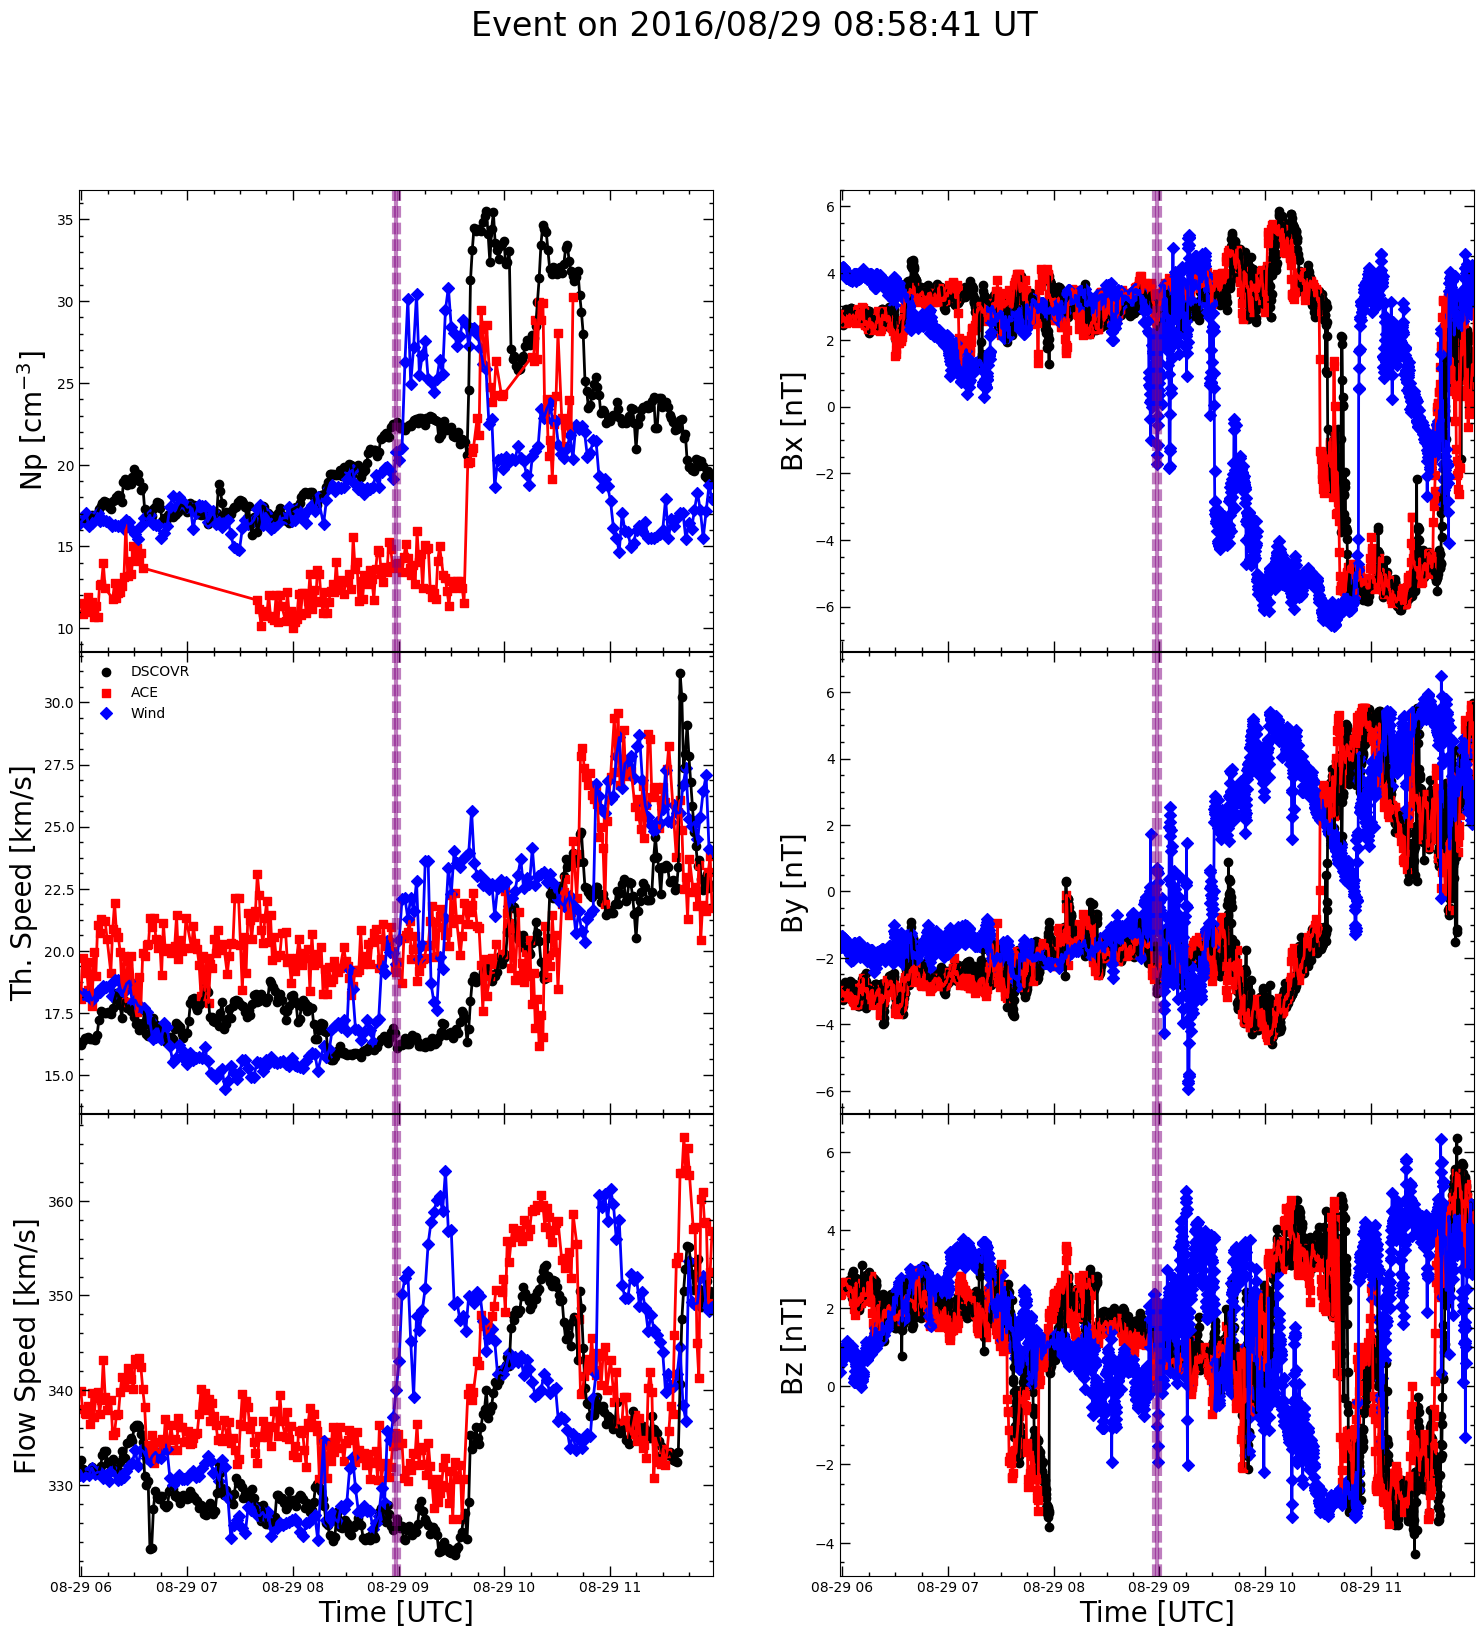 Event on 2016/08/29 08:58:41 UT
Np [cm⁻³]
35
30
25
20
15
10
Bx [nT]
6
4
2
0
−2
−4
−6
Th. Speed [km/s]
30.0
27.5
25.0
22.5
20.0
17.5
15.0
DSCOVR
ACE
Wind
By [nT]
6
4
2
0
−2
−4
−6
Flow Speed [km/s]
360
350
340
330
Bz [nT]
6
4
2
0
−2
−4
08-29 06 08-29 07 08-29 08 08-29 09 08-29 10 08-29 11
Time [UTC]
08-29 06 08-29 07 08-29 08 08-29 09 08-29 10 08-29 11
Time [UTC]